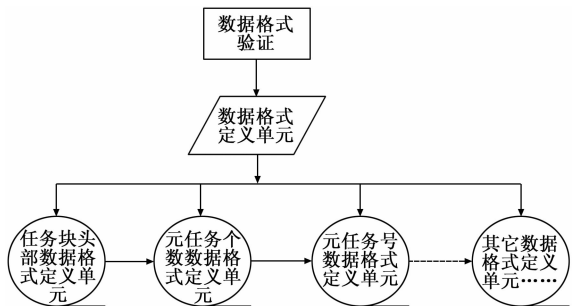 数据格式
验证
数据格式
定义单元
任务块头
部数据格
式定义单
元
元任务个
数数据格
式定义单
元
元任务号
数据格式
定义单元
其它数据
格式定义
单元……